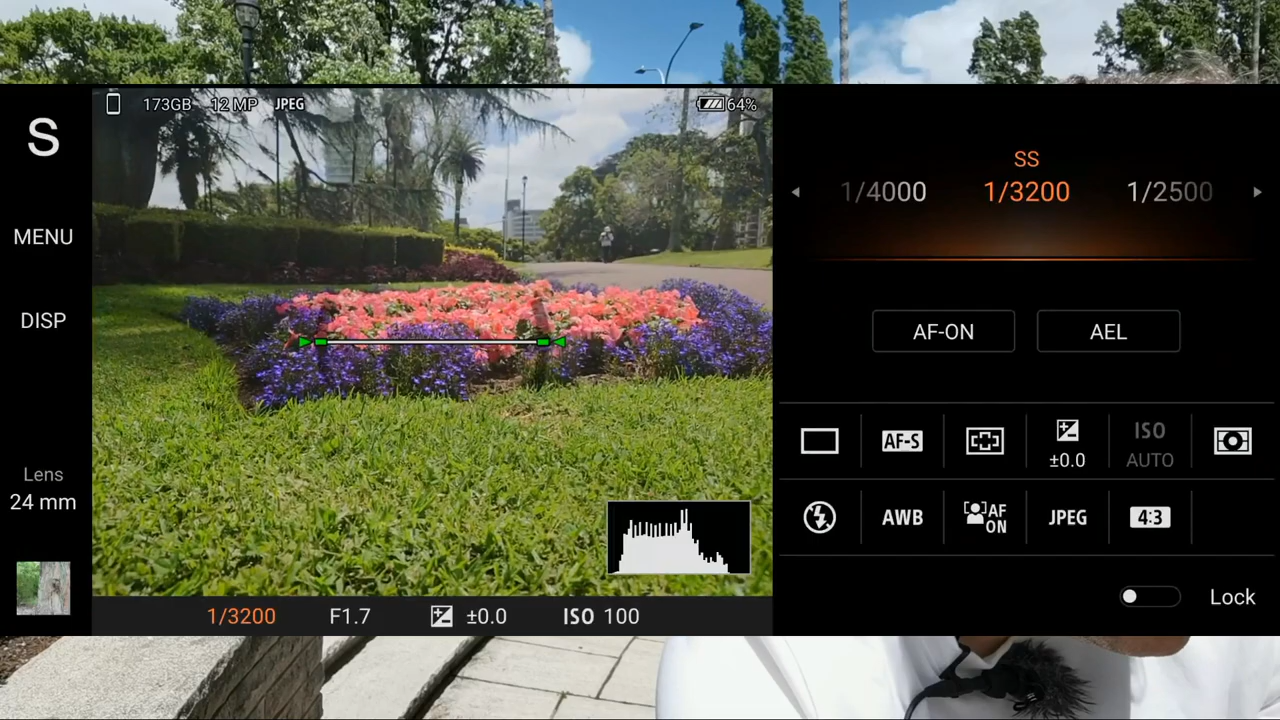 173GB 12 MP JPEG 64%
S
MENU
DISP
Lens
24 mm
SS
1/4000 1/3200 1/2500
AF-ON AEL
AF-S ±0.0 ISO AUTO
AWB AF ON JPEG 4:3
Lock
1/3200 F1.7 ±0.0 ISO 100